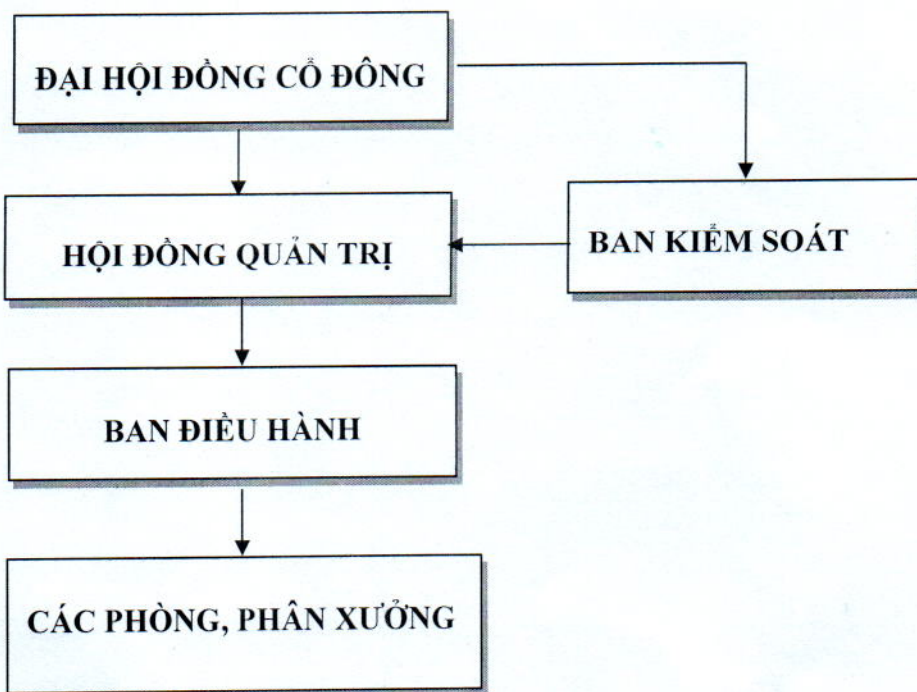 ĐẠI HỘI ĐỒNG CỔ ĐÔNG
HỘI ĐỒNG QUẢN TRỊ
BAN KIỂM SOÁT
BAN ĐIỀU HÀNH
CÁC PHÒNG, PHÂN XƯỞNG